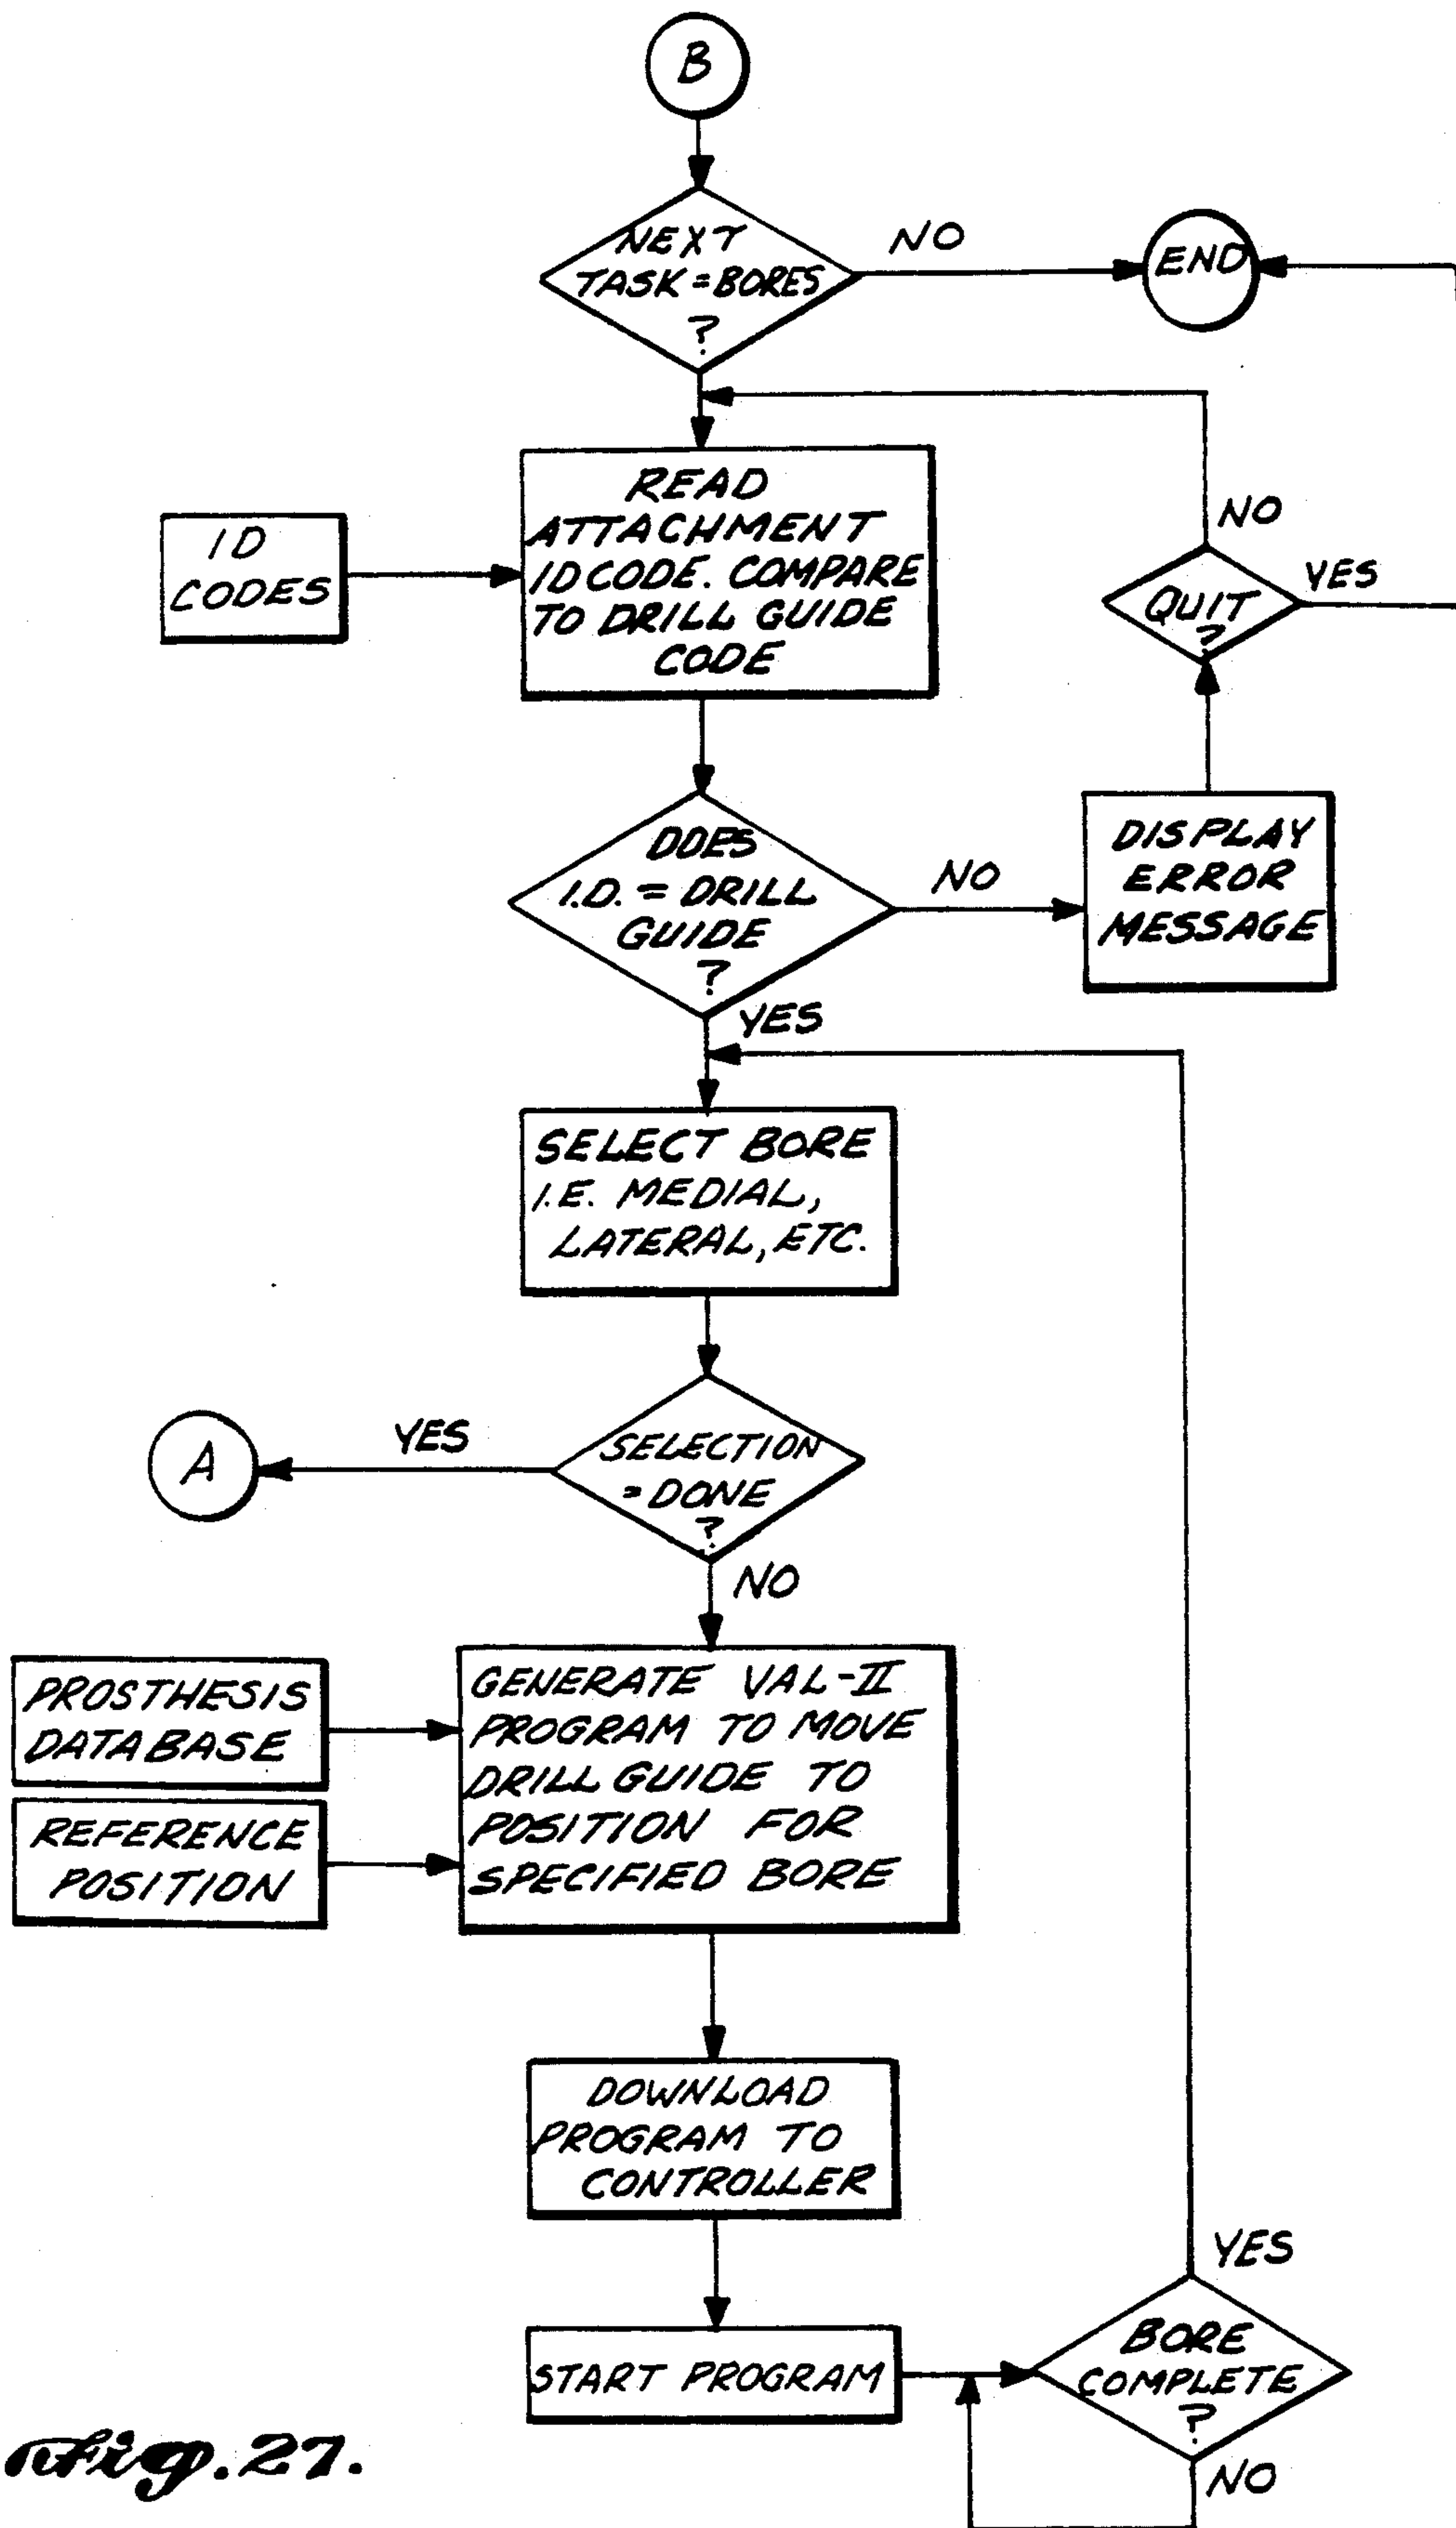 B
NEXT
TASK = BORES
?
NO
END
READ
ATTACHMENT
ID CODE. COMPARE
TO DRILL GUIDE
CODE
ID
CODES
NO
QUIT
?
YES
DOES
I.D. = DRILL
GUIDE
?
NO
DISPLAY
ERROR
MESSAGE
YES
SELECT BORE
I.E. MEDIAL,
LATERAL, ETC.
A
YES
SELECTION
= DONE
?
NO
PROSTHESIS
DATABASE
REFERENCE
POSITION
GENERATE VAL-II
PROGRAM TO MOVE
DRILL GUIDE TO
POSITION FOR
SPECIFIED BORE
DOWNLOAD
PROGRAM TO
CONTROLLER
START PROGRAM
YES
BORE
COMPLETE
?
NO
Fig. 27.